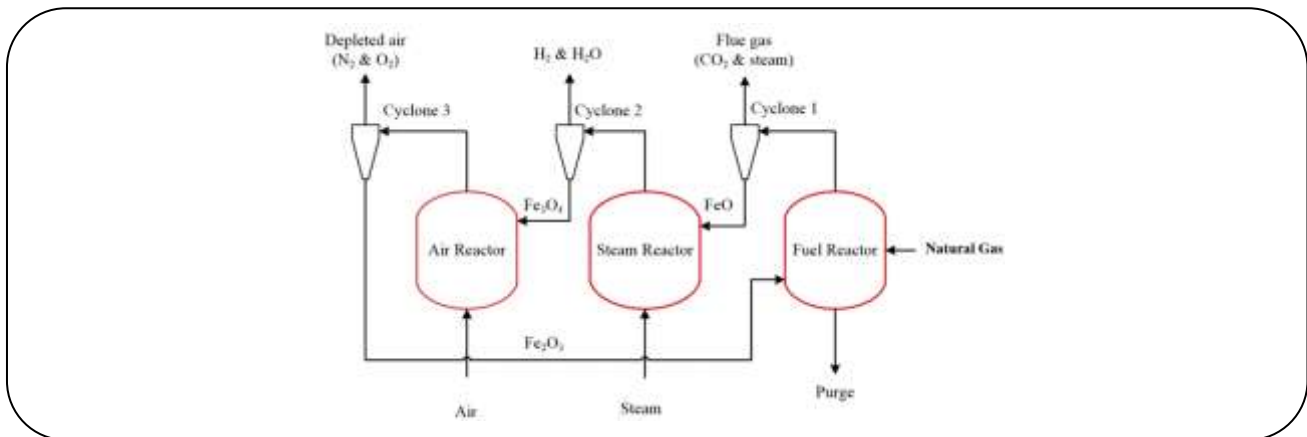 Depleted air
(N₂ & O₂)
H₂ & H₂O
Flue gas
(CO₂ & steam)
Cyclone 3
Cyclone 2
Cyclone 1
Fe₃O₄
FeO
Air Reactor
Steam Reactor
Fuel Reactor
Natural Gas
Fe₂O₃
Air
Steam
Purge